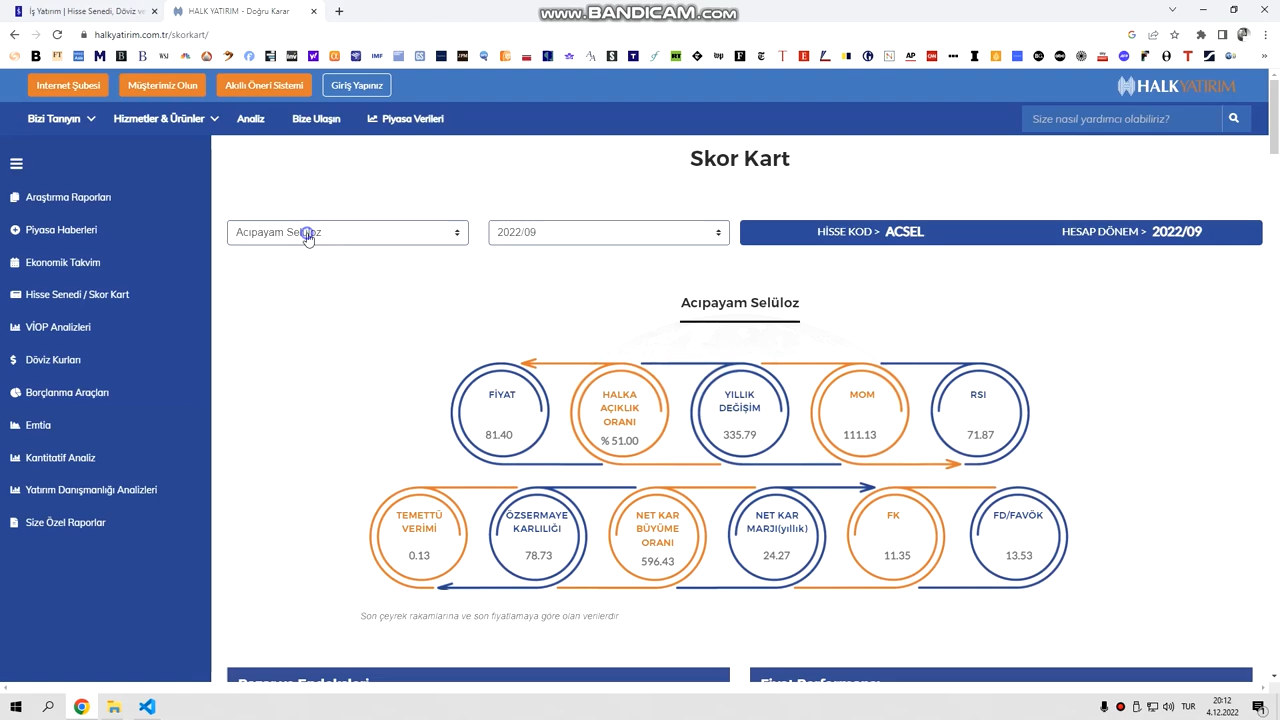 İş Yatırım | Hisse Senedi, Döviz ve
HALK YATIRIM - Doğru Karar
www.BANDICAM.com
halkyatirim.com.tr/skorkart/
Internet Şubesi
Müşterimiz Olun
Akıllı Öneri Sistemi
Giriş Yapınız
HALKYATIRIM
Bizi Tanıyın
Hizmetler & Ürünler
Analiz
Bize Ulaşın
Piyasa Verileri
Size nasıl yardımcı olabiliriz?
Araştırma Raporları
Piyasa Haberleri
Ekonomik Takvim
Hisse Senedi / Skor Kart
VİOP Analizleri
Döviz Kurları
Borçlanma Araçları
Emtia
Kantitatif Analiz
Yatırım Danışmanlığı Analizleri
Size Özel Raporlar
Skor Kart
Acıpayam Selüloz
2022/09
HİSSE KOD > ACSEL
HESAP DÖNEM > 2022/09
Acıpayam Selüloz
FİYAT
81.40
HALKA
AÇIKLIK
ORANI
% 51.00
YILLIK
DEĞİŞİM
335.79
MOM
111.13
RSI
71.87
TEMETTÜ
VERİMİ
0.13
ÖZSERMAYE
KARLILIĞI
78.73
NET KAR
BÜYÜME
ORANI
596.43
NET KAR
MARJI(yıllık)
24.27
FK
11.35
FD/FAVÖK
13.53
Son çeyrek rakamlarına ve son fiyatlamaya göre olan verilerdir
TUR
20:12
4.12.2022